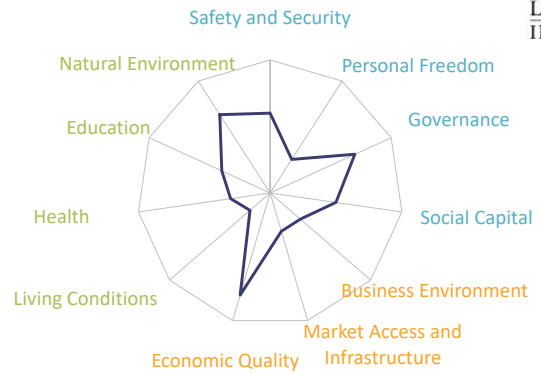 Safety and Security
Natural Environment
Personal Freedom
Education
Governance
Health
Social Capital
Living Conditions
Business Environment
Market Access and
Infrastructure
Economic Quality